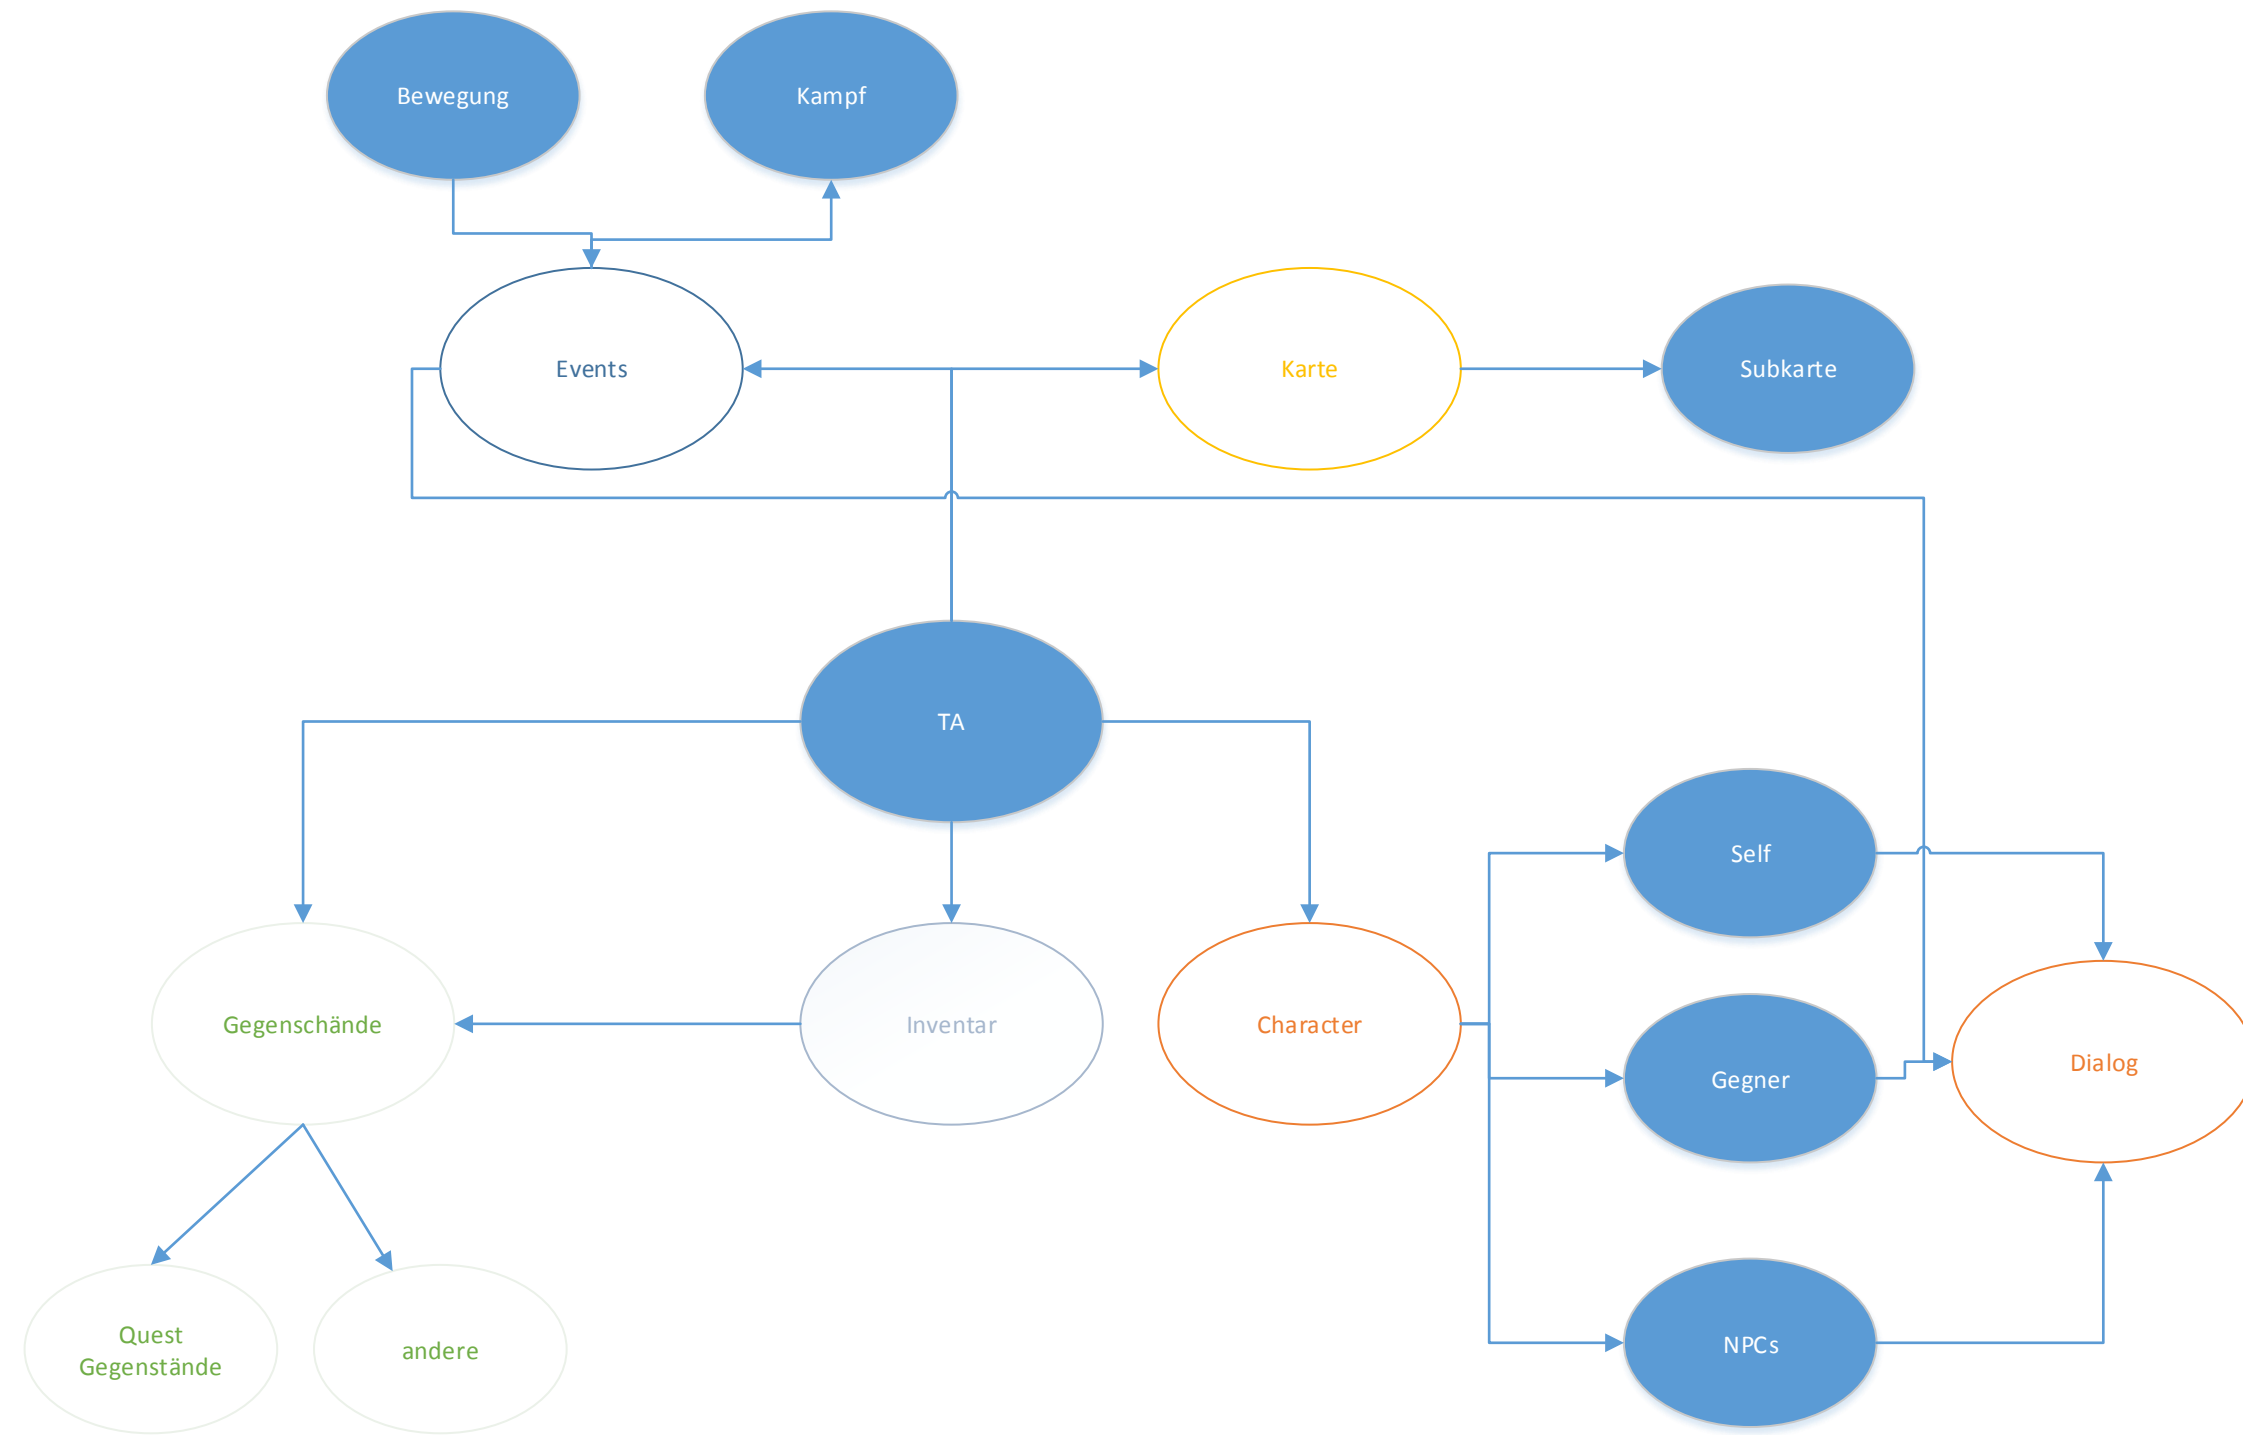 Bewegung
Kampf
Events
Karte
Subkarte
TA
Self
Gegenschände
Inventar
Character
Dialog
Gegner
Quest
Gegenstände
andere
NPCs